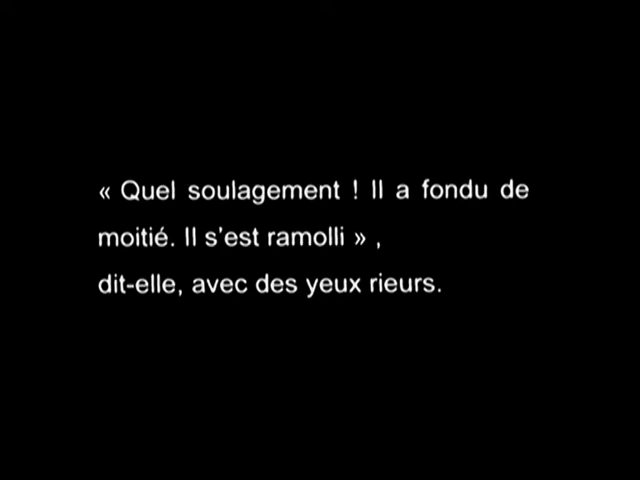 « Quel soulagement ! Il a fondu de
moitié. Il s’est ramolli » ,
dit-elle, avec des yeux rieurs.